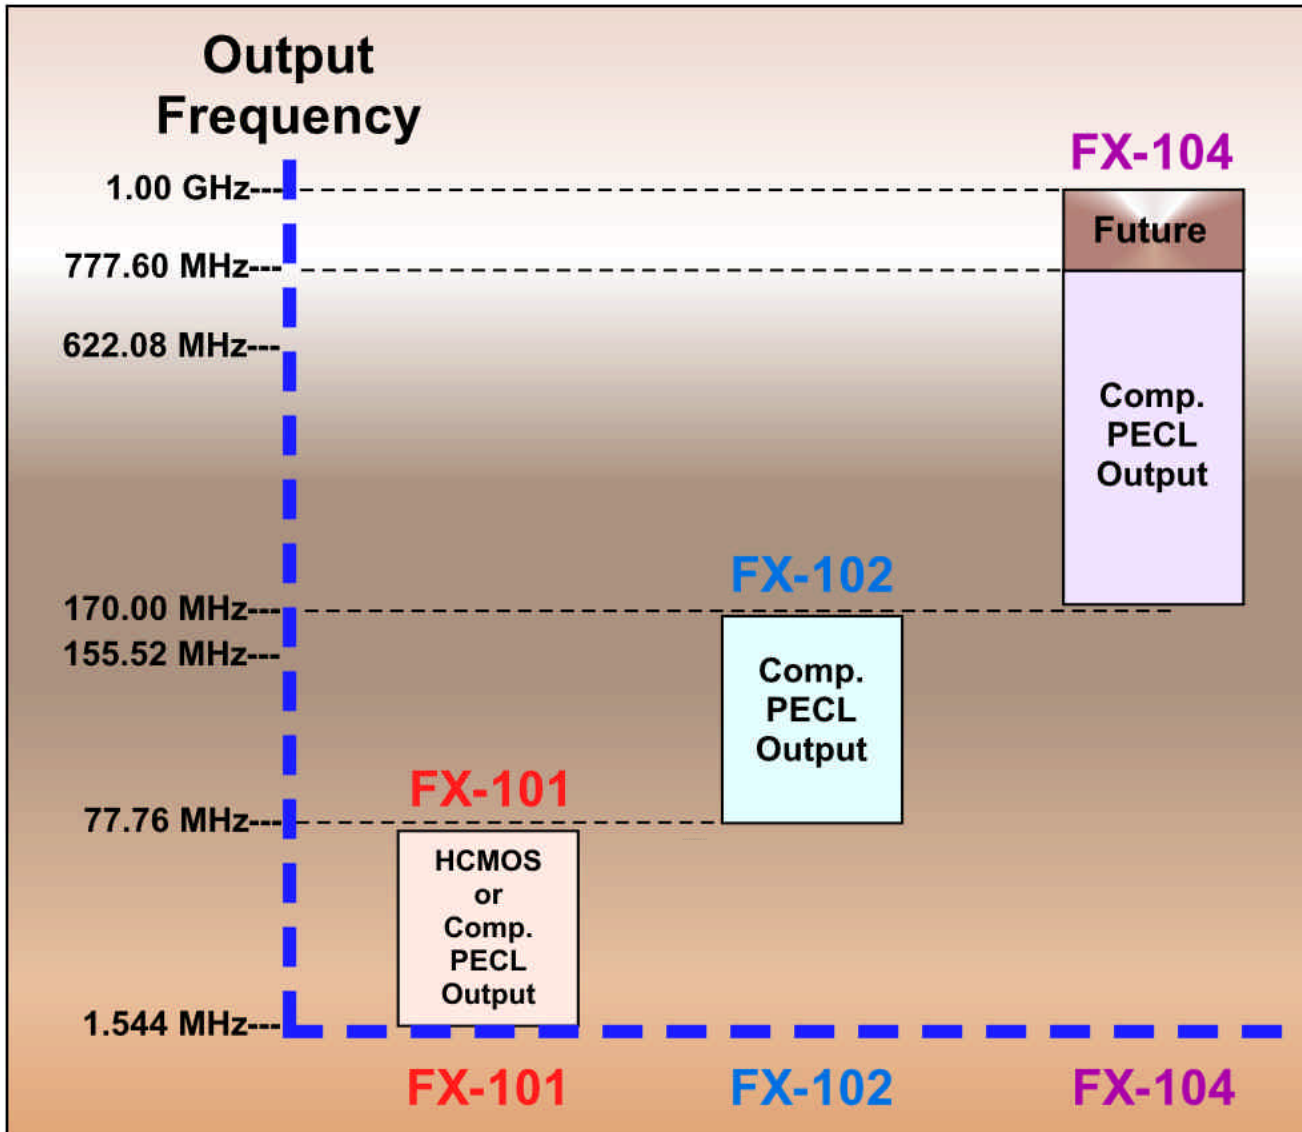 Output
Frequency
FX-104
1.00 GHz---
Future
777.60 MHz---
622.08 MHz---
Comp.
PECL
Output
FX-102
170.00 MHz---
155.52 MHz---
Comp.
PECL
Output
FX-101
77.76 MHz---
HCMOS
or
Comp.
PECL
Output
1.544 MHz---
FX-101
FX-102
FX-104